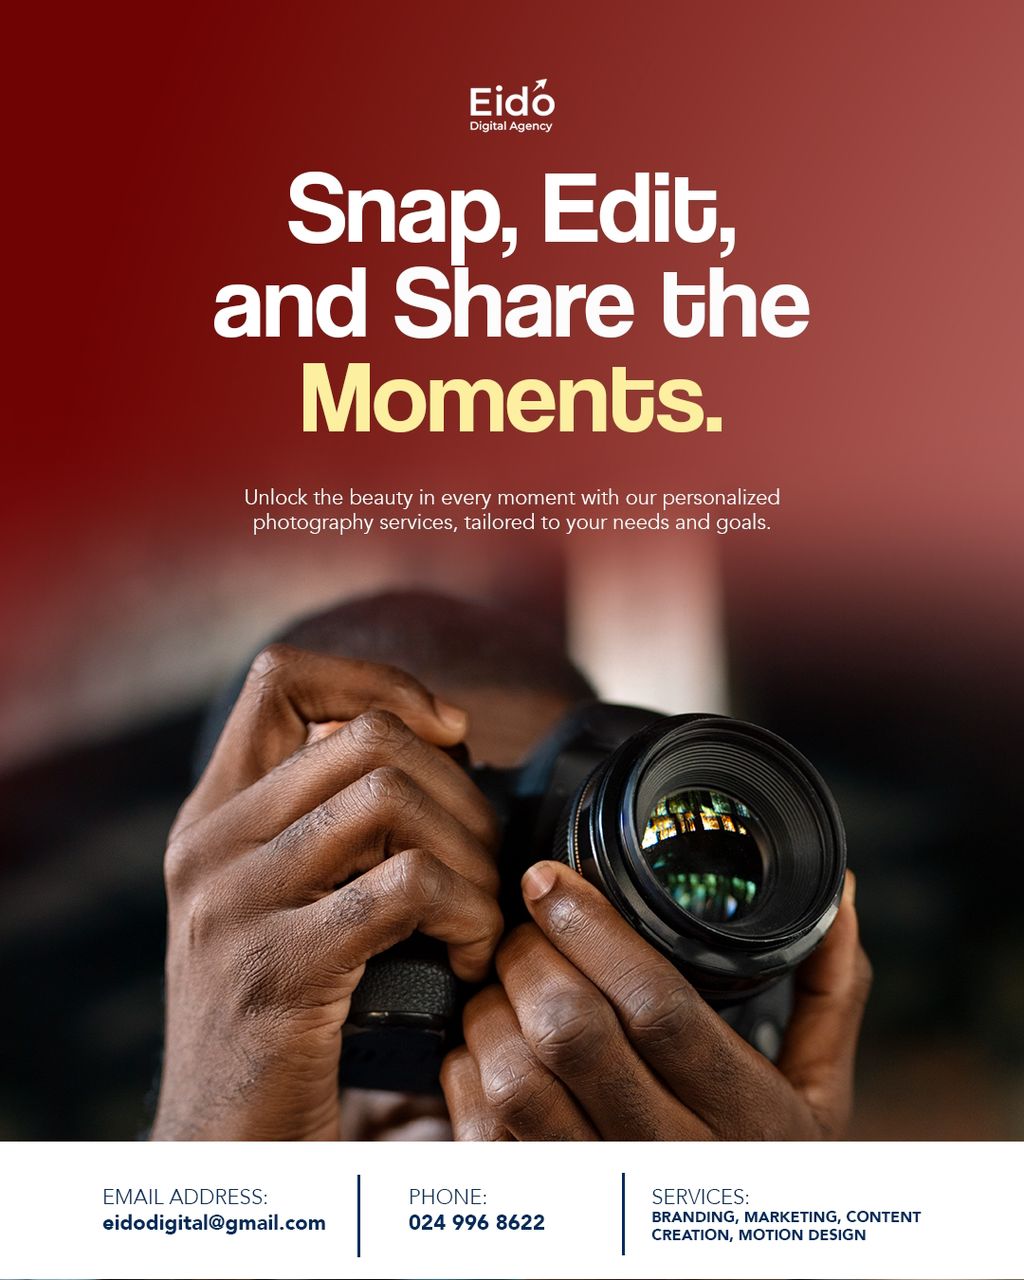 Eido
Digital Agency
Snap, Edit,
and Share the
Moments.
Unlock the beauty in every moment with our personalized
photography services, tailored to your needs and goals.
EMAIL ADDRESS:
eidodigital@gmail.com
PHONE:
024 996 8622
SERVICES:
BRANDING, MARKETING, CONTENT
CREATION, MOTION DESIGN